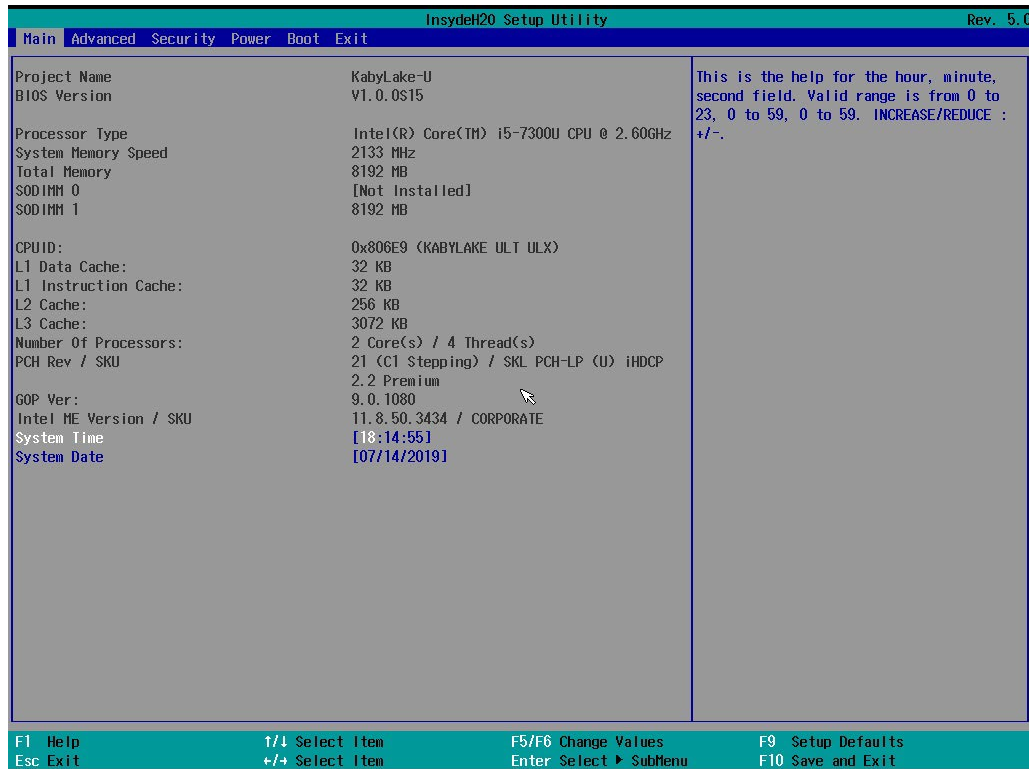 InsydeH20 Setup Utility Rev. 5.0
Main Advanced Security Power Boot Exit
Project Name KabyLake-U
BIOS Version V1.0.0S15
Processor Type Intel(R) Core(TM) i5-7300U CPU @ 2.60GHz
System Memory Speed 2133 MHz
Total Memory 8192 MB
SODIMM 0 [Not Installed]
SODIMM 1 8192 MB
CPUID: 0x806E9 (KABYLAKE ULT ULX)
L1 Data Cache: 32 KB
L1 Instruction Cache: 32 KB
L2 Cache: 256 KB
L3 Cache: 3072 KB
Number Of Processors: 2 Core(s) / 4 Thread(s)
PCH Rev / SKU 21 (C1 Stepping) / SKL PCH-LP (U) iHDCP
2.2 Premium
GOP Ver: 9.0.1080
Intel ME Version / SKU 11.8.50.3434 / CORPORATE
System Time [18:14:55]
System Date [07/14/2019]
This is the help for the hour, minute,
second field. Valid range is from 0 to
23, 0 to 59, 0 to 59. INCREASE/REDUCE :
+/-.
F1 Help ↑/↓ Select Item F5/F6 Change Values F9 Setup Defaults
Esc Exit ←/→ Select Item Enter Select ▶ SubMenu F10 Save and Exit